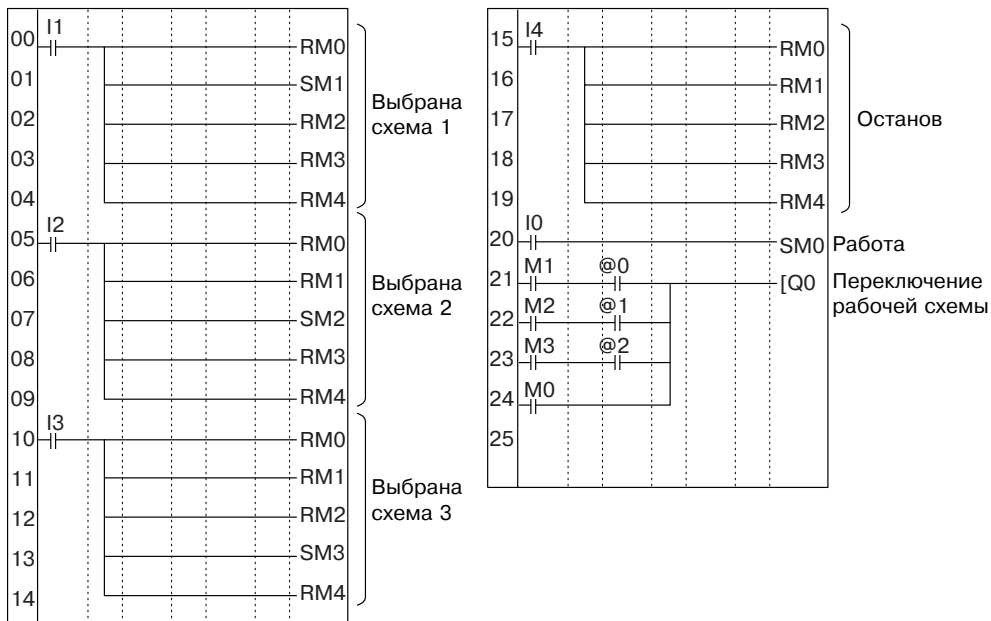 I1
00 RM0
01 SM1
Выбрана
схема 1
02 RM2
03 RM3
04 RM4
I2
05 RM0
06 RM1
Выбрана
схема 2
07 SM2
08 RM3
09 RM4
I3
10 RM0
11 RM1
Выбрана
схема 3
12 RM2
13 SM3
14 RM4
I4
15 RM0
16 RM1
17 RM2
Останов
18 RM3
19 RM4
I0
20 SM0 Работа
M1 @0
21 [Q0 Переключение
рабочей схемы
M2 @1
22
M3 @2
23
M0
24
25